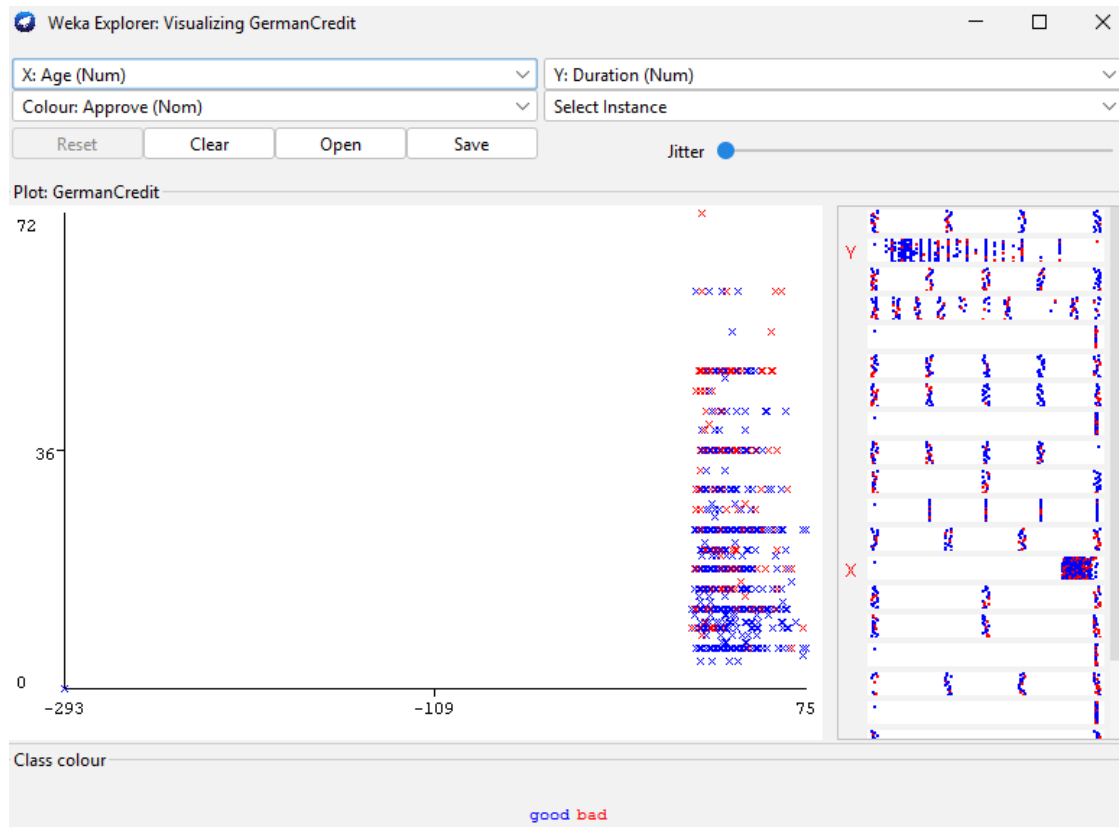 Weka Explorer: Visualizing GermanCredit
X: Age (Num) Y: Duration (Num)
Colour: Approve (Nom) Select Instance
Reset Clear Open Save Jitter
Plot: GermanCredit
72
Y
36
X
0
-293 -109 75
Class colour
good bad